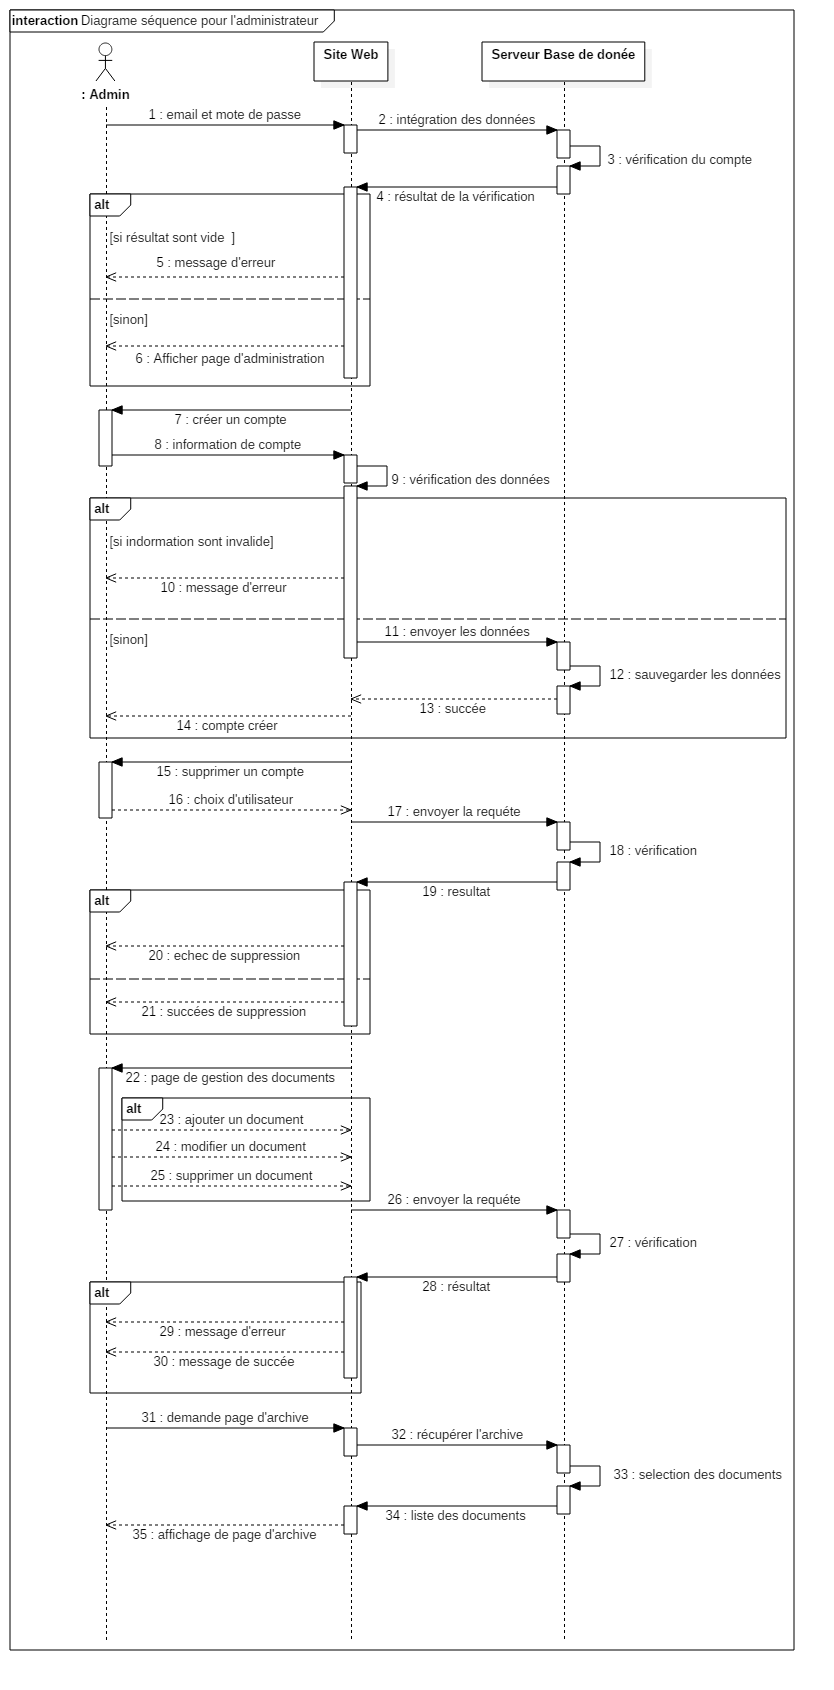 interaction Diagrame séquence pour l'administrateur
Site Web
Serveur Base de donée
: Admin
1 : email et mote de passe
2 : intégration des données
3 : vérification du compte
4 : résultat de la vérification
alt
[si résultat sont vide  ]
5 : message d'erreur
[sinon]
6 : Afficher page d'administration
7 : créer un compte
8 : information de compte
9 : vérification des données
alt
[si indormation sont invalide]
10 : message d'erreur
11 : envoyer les données
[sinon]
12 : sauvegarder les données
13 : succée
14 : compte créer
15 : supprimer un compte
16 : choix d'utilisateur
17 : envoyer la requéte
18 : vérification
19 : resultat
alt
20 : echec de suppression
21 : succées de suppression
22 : page de gestion des documents
alt
23 : ajouter un document
24 : modifier un document
25 : supprimer un document
26 : envoyer la requéte
27 : vérification
28 : résultat
alt
29 : message d'erreur
30 : message de succée
31 : demande page d'archive
32 : récupérer l'archive
33 : selection des documents
34 : liste des documents
35 : affichage de page d'archive